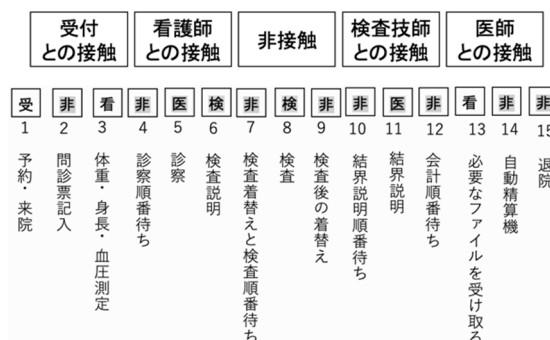 受付
との接触
看護師
との接触
非接触
検査技師
との接触
医師
との接触
受
非
看
非
医
検
非
検
非
非
医
非
看
非
非
1
2
3
4
5
6
7
8
9
10
11
12
13
14
15
予約・来院
問診票記入
体重・身長・血圧測定
診察順番待ち
診察
検査説明
検査着替えと検査順番待ち
検査
検査後の着替え
結界説明順番待ち
結界説明
会計順番待ち
必要なファイルを受け取る
自動精算機
退院